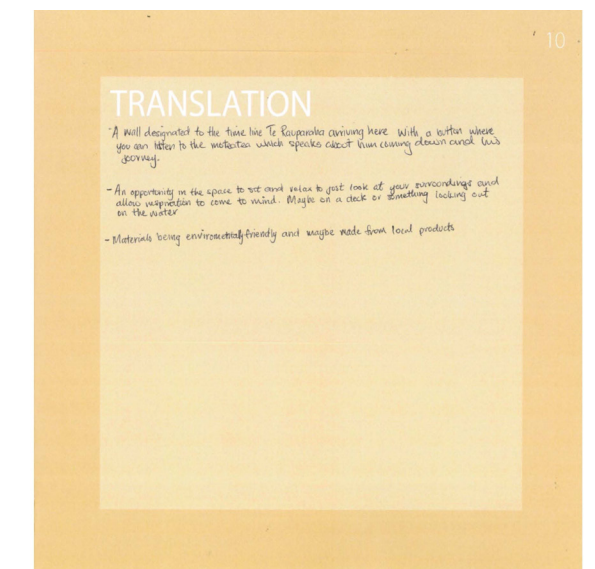 10
TRANSLATION
- A wall designated to the time line Te Rauparaha arriving here. With a button where
you can listen to the moteatea which speaks about him coming down and his
journey.
- An opportunity in the space to sit and relax to just look at your surroundings and
allow inspiration to come to mind. Maybe on a deck or something looking out
on the water
- Materials being environmentally friendly and maybe made from local products